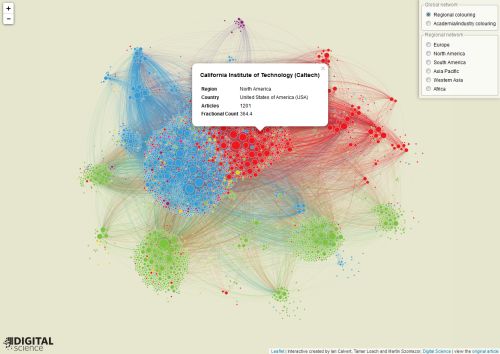 +
−
Global network
Regional colouring
Academia/industry colouring
Regional network
Europe
North America
South America
Asia Pacific
Western Asia
Africa
California Institute of Technology (Caltech)
Region North America
Country United States of America (USA)
Articles 1201
Fractional Count 364.4
DIGITAL
science
Leaflet | Interactive created by Ian Calvert, Tamar Loach and Martin Szomszor, Digital Science | view the original article